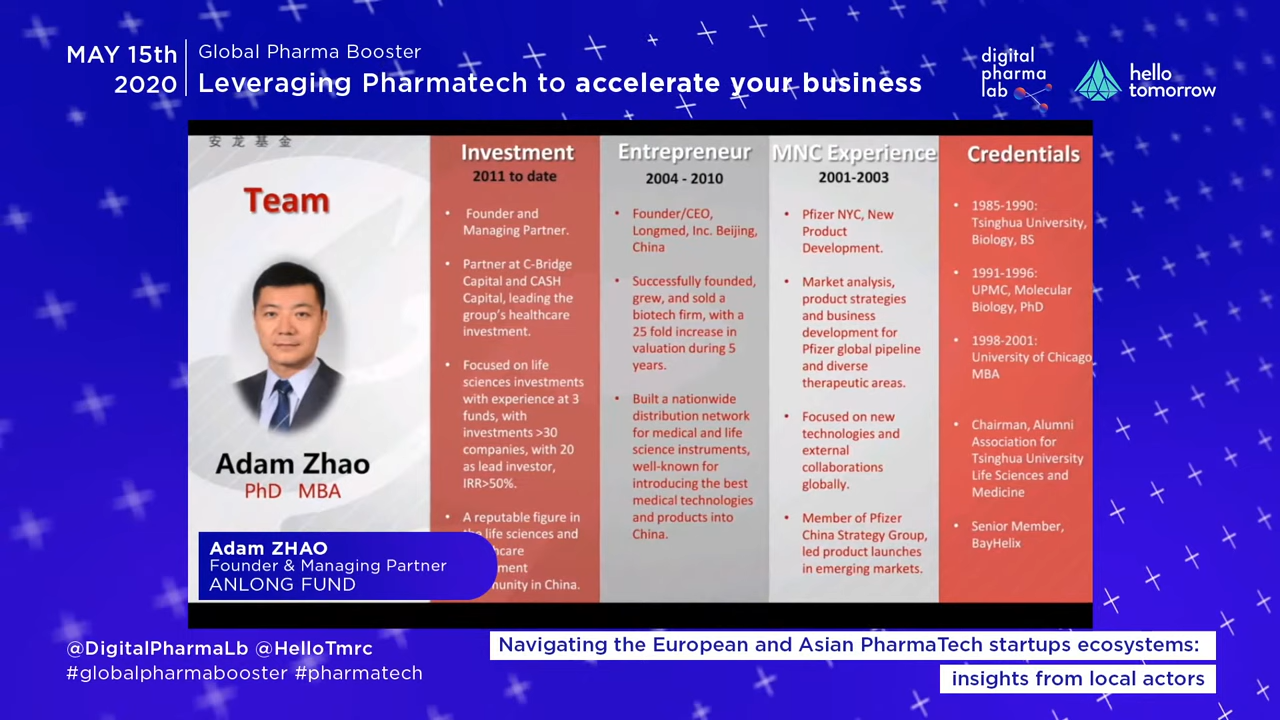 MAY 15th
2020
Global Pharma Booster
Leveraging Pharmatech to accelerate your business
digital
pharma
lab
hello
tomorrow
安龙基金
Team
Adam Zhao
PhD MBA
Investment
2011 to date
• Founder and
Managing Partner.
• Partner at C-Bridge
Capital and CASH
Capital, leading the
group's healthcare
investment.
• Focused on life
sciences investments
with experience at 3
funds, with
investments >30
companies, with 20
as lead investor,
IRR>50%.
• A reputable figure in
life sciences and
China.
Entrepreneur
2004 - 2010
• Founder/CEO,
Longmed, Inc. Beijing,
China
• Successfully founded,
grew, and sold a
biotech firm, with a
25 fold increase in
valuation during 5
years.
• Built a nationwide
distribution network
for medical and life
science instruments,
well-known for
introducing the best
medical technologies
and products into
China.
MNC Experience
2001-2003
• Pfizer NYC, New
Product
Development.
• Market analysis,
product strategies
and business
development for
Pfizer global pipeline
and diverse
therapeutic areas.
• Focused on new
technologies and
external
collaborations
globally.
• Member of Pfizer
China Strategy Group,
led product launches
in emerging markets.
Credentials
• 1985-1990:
Tsinghua University,
Biology, BS
• 1991-1996:
UPMC, Molecular
Biology, PhD
• 1998-2001:
University of Chicago
MBA
• Chairman, Alumni
Association for
Tsinghua University
Life Sciences and
Medicine
• Senior Member,
BayHelix
Adam ZHAO
Founder & Managing Partner
ANLONG FUND
@DigitalPharmaLb @HelloTmrc
#globalpharmabooster #pharmatech
Navigating the European and Asian PharmaTech startups ecosystems:
insights from local actors